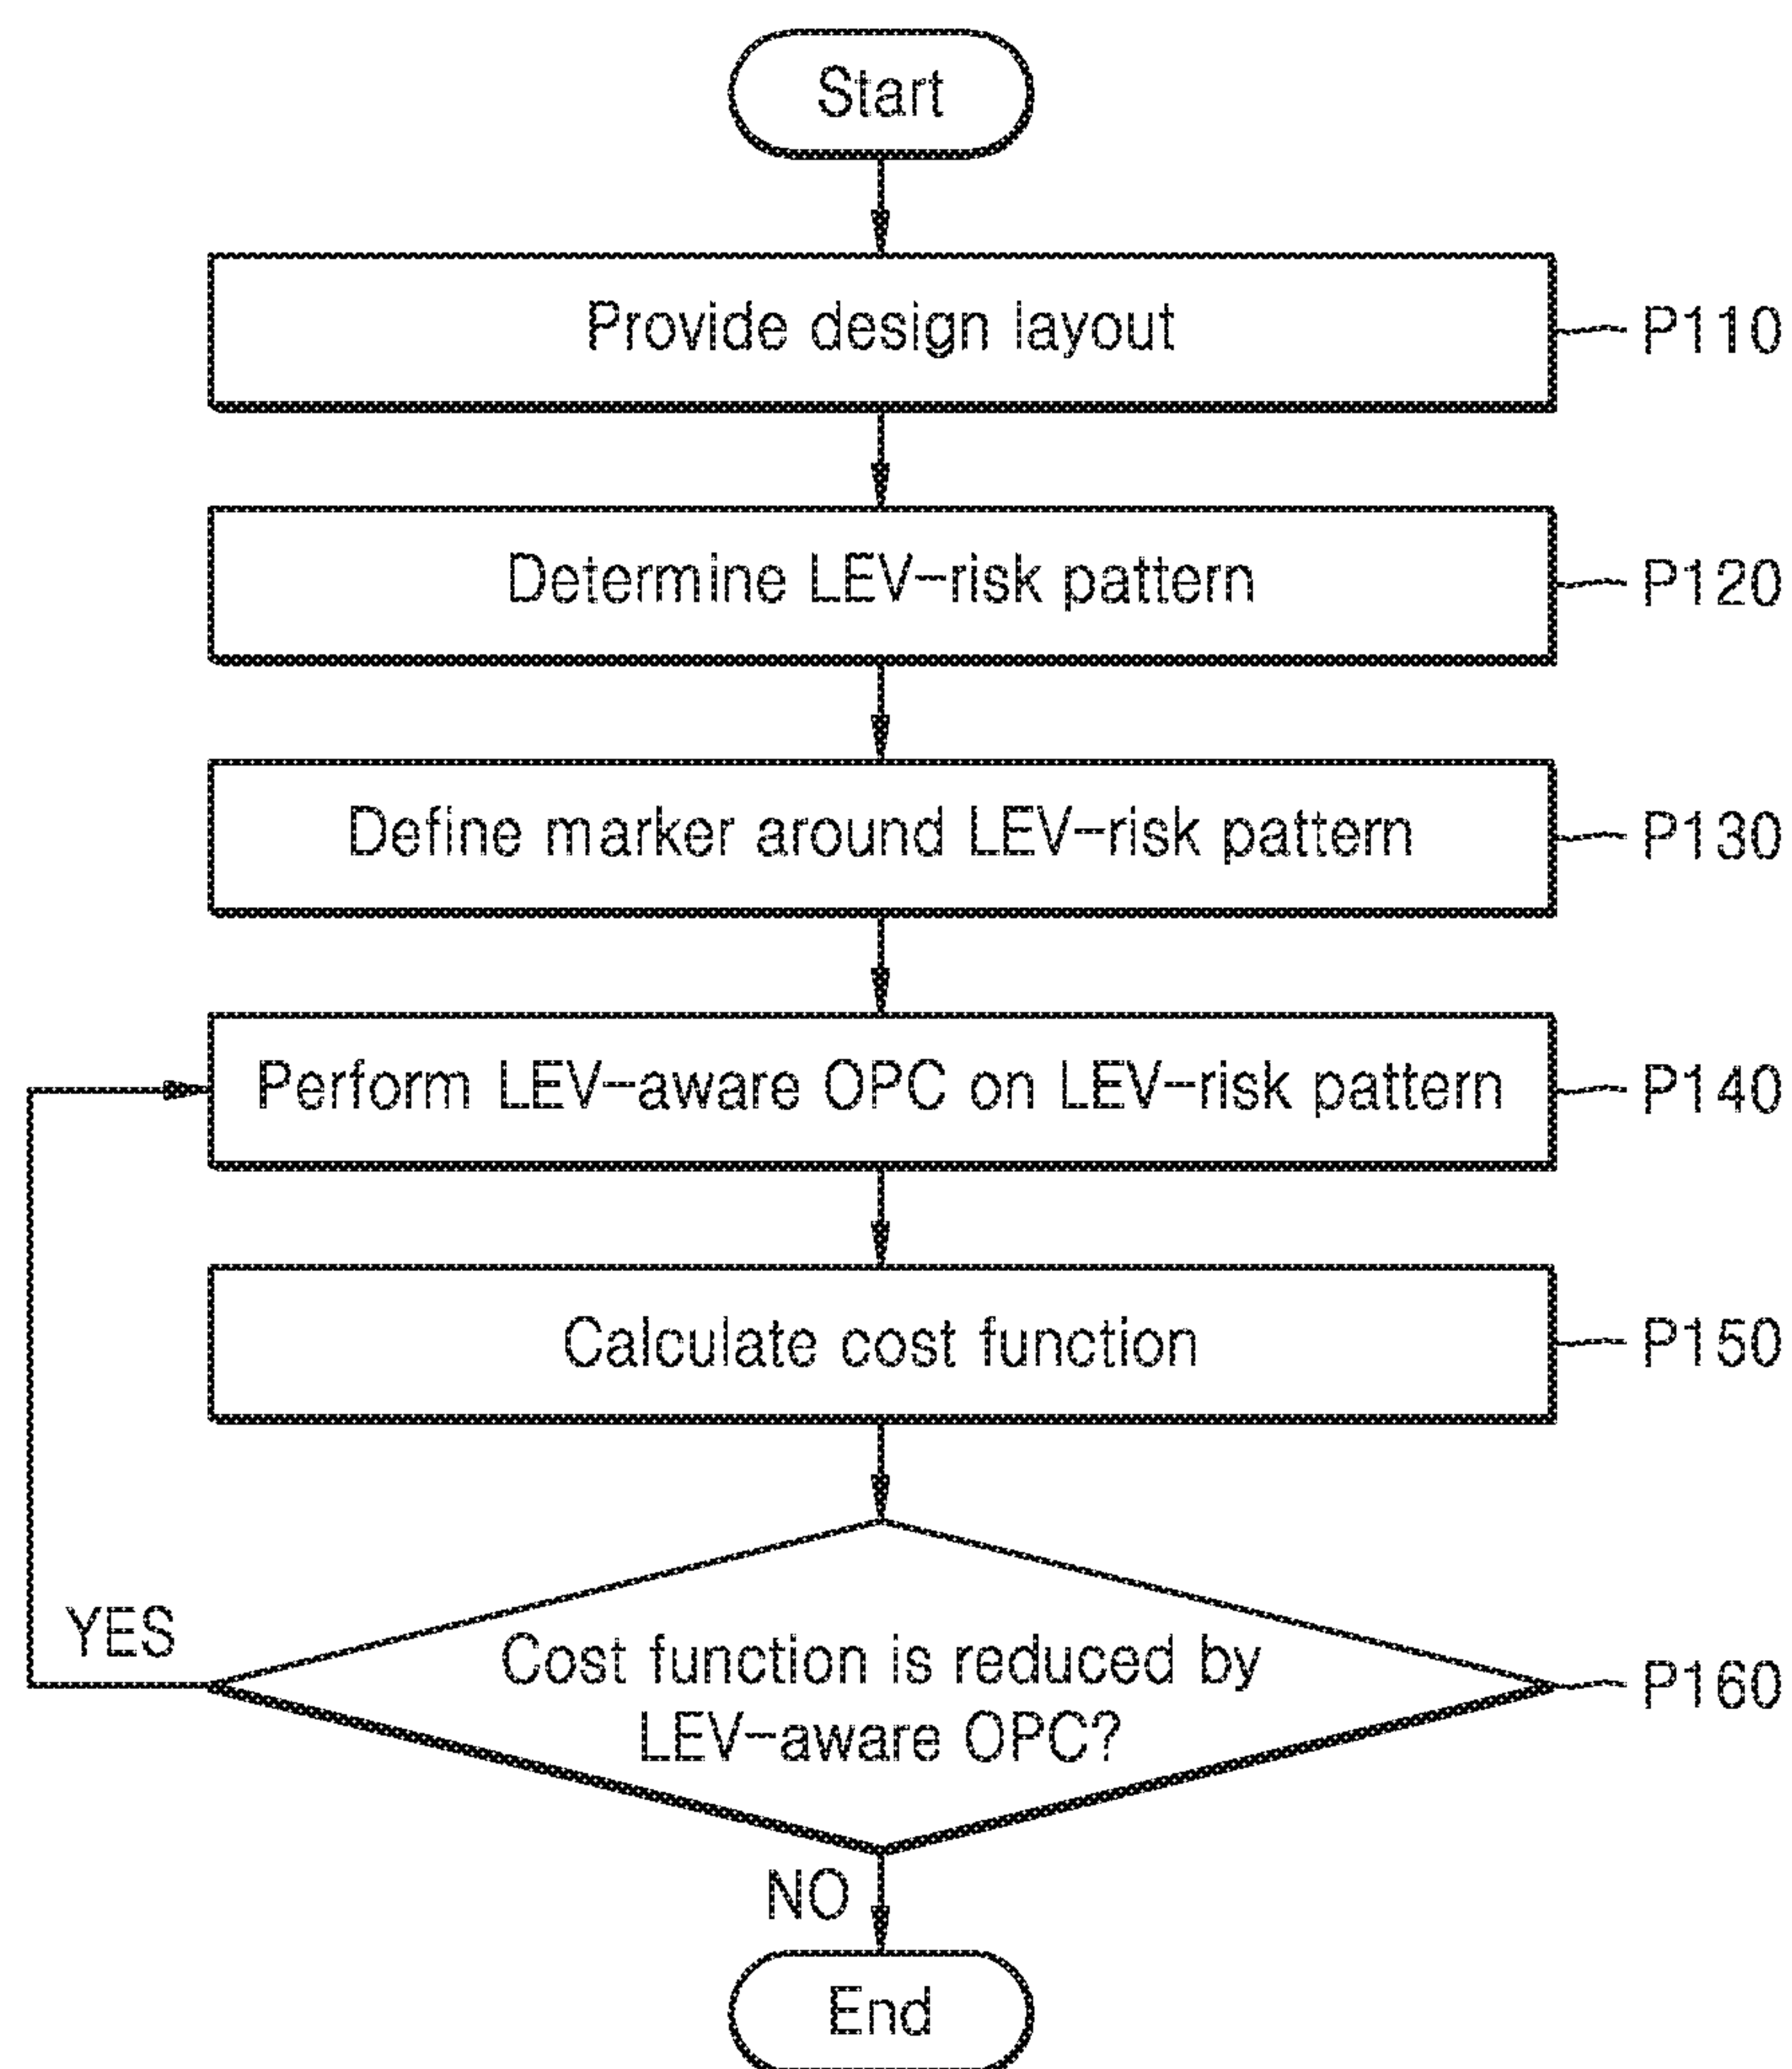 Start
Provide design layout
P110
Determine LEV-risk pattern
P120
Define marker around LEV-risk pattern
P130
Perform LEV-aware OPC on LEV-risk pattern
P140
Calculate cost function
P150
YES
Cost function is reduced by
LEV-aware OPC?
P160
NO
End